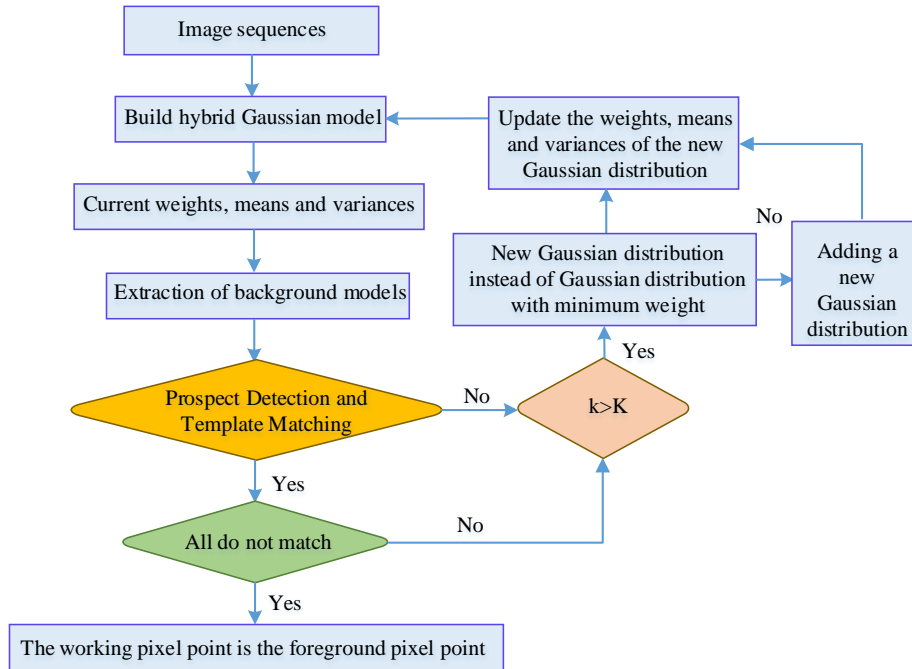 Image sequences
Build hybrid Gaussian model
Current weights, means and variances
Extraction of background models
Prospect Detection and
Template Matching
No
Yes
All do not match
No
Yes
The working pixel point is the foreground pixel point
Update the weights, means
and variances of the new
Gaussian distribution
No
New Gaussian distribution
instead of Gaussian distribution
with minimum weight
Adding a
new
Gaussian
distribution
Yes
k>K